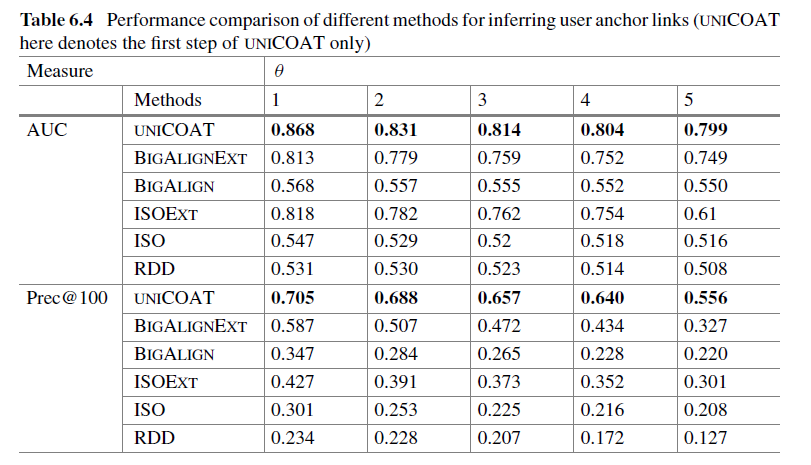 Table 6.4 Performance comparison of different methods for inferring user anchor links (UNICOAT
here denotes the first step of UNICOAT only)
Measure θ
Methods 1 2 3 4 5
AUC UNICOAT 0.868 0.831 0.814 0.804 0.799
BIGALIGNEXT 0.813 0.779 0.759 0.752 0.749
BIGALIGN 0.568 0.557 0.555 0.552 0.550
ISOEXT 0.818 0.782 0.762 0.754 0.61
ISO 0.547 0.529 0.52 0.518 0.516
RDD 0.531 0.530 0.523 0.514 0.508
Prec@100 UNICOAT 0.705 0.688 0.657 0.640 0.556
BIGALIGNEXT 0.587 0.507 0.472 0.434 0.327
BIGALIGN 0.347 0.284 0.265 0.228 0.220
ISOEXT 0.427 0.391 0.373 0.352 0.301
ISO 0.301 0.253 0.225 0.216 0.208
RDD 0.234 0.228 0.207 0.172 0.127